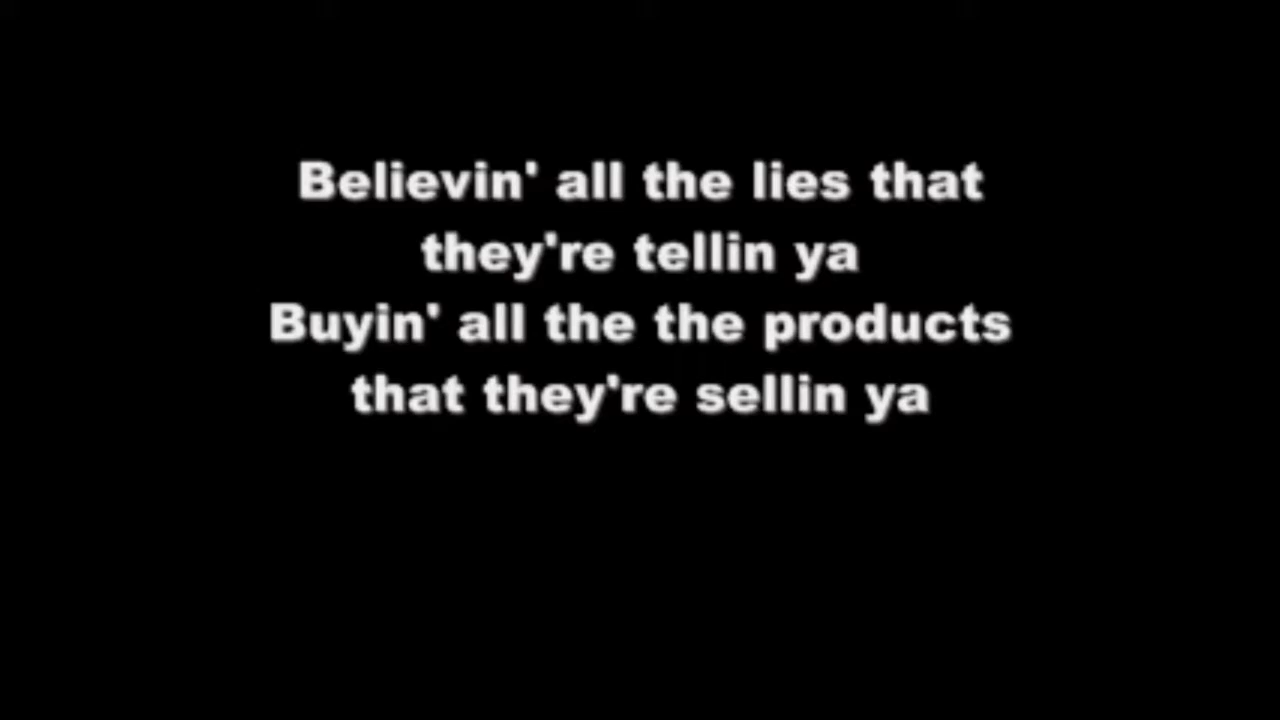 Believin' all the lies that
they're tellin ya
Buyin' all the the products
that they're sellin ya